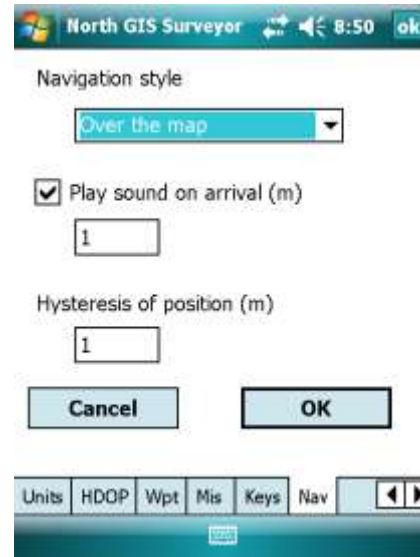 North GIS Surveyor 8:50 ok
Navigation style
Over the map
Play sound on arrival (m)
1
Hysteresis of position (m)
1
Cancel OK
Units HDOP Wpt Mis Keys Nav